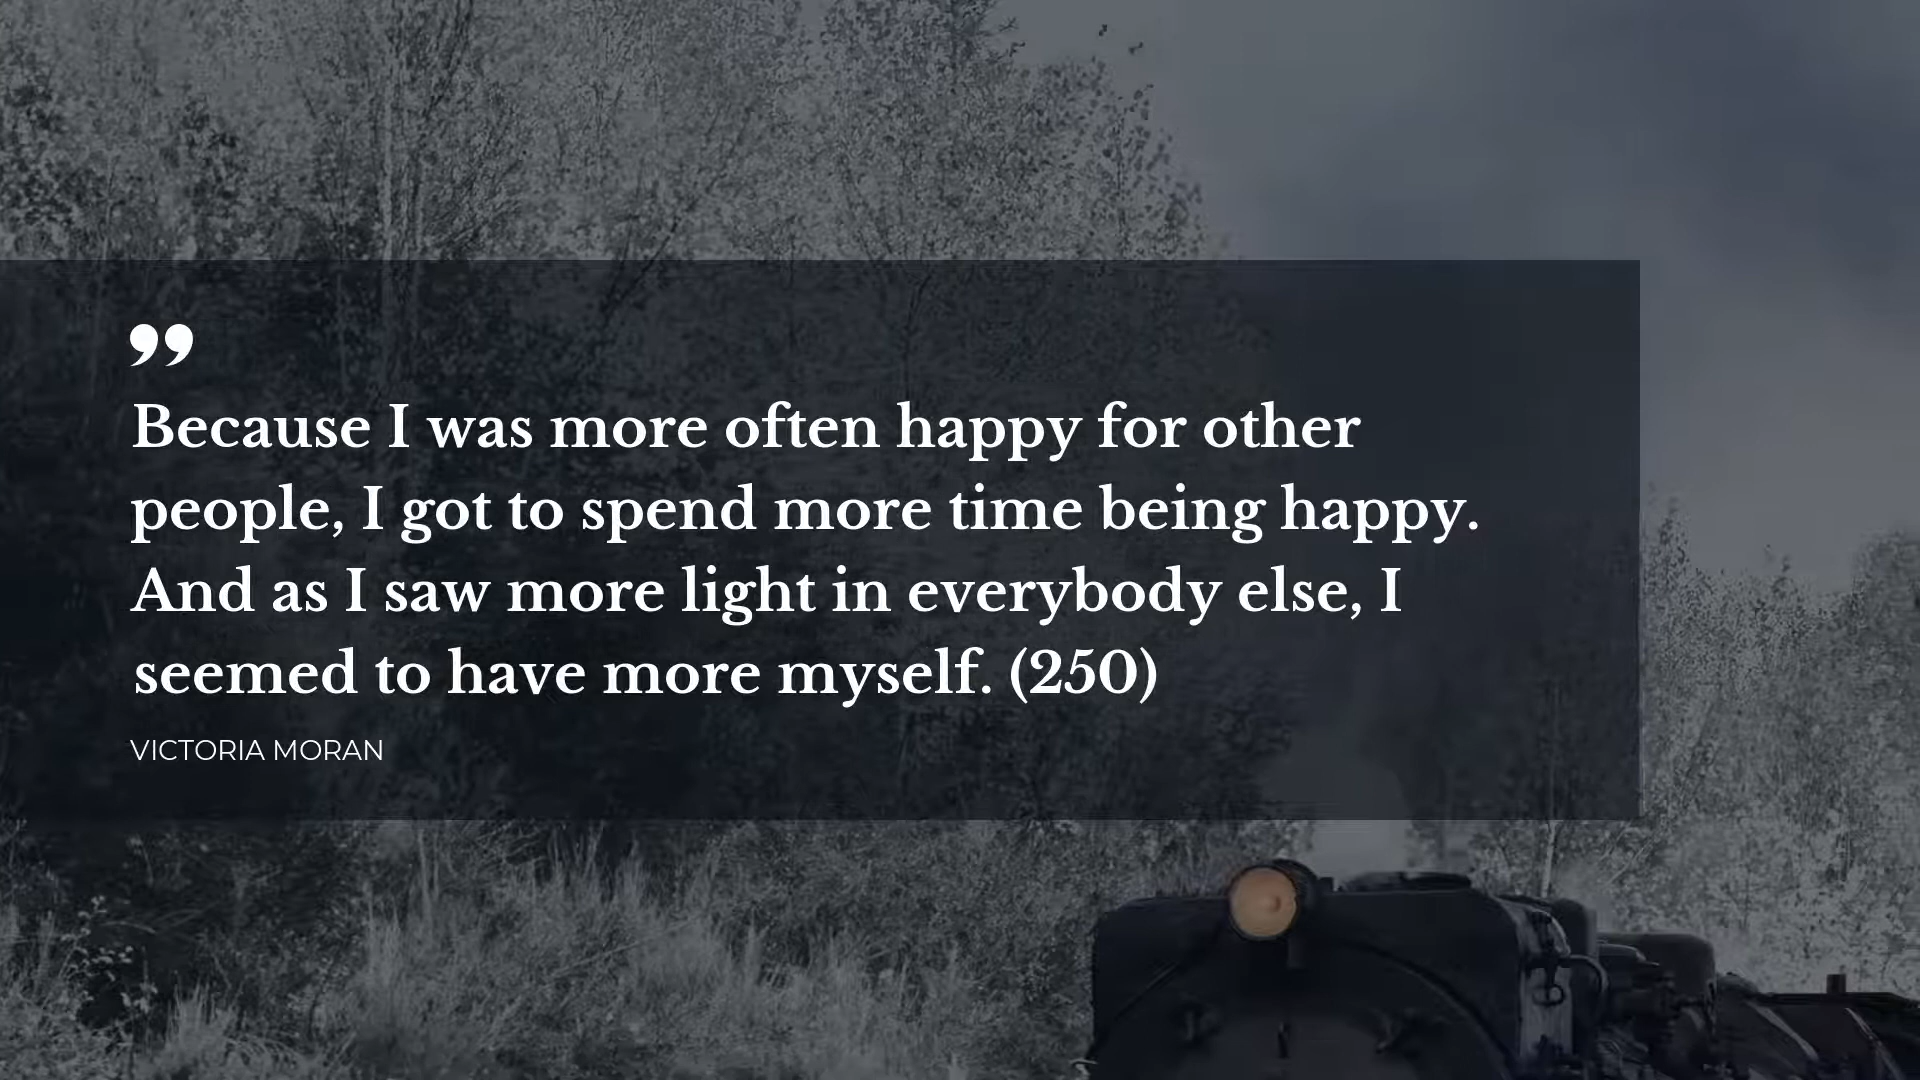 ”
Because I was more often happy for other
people, I got to spend more time being happy.
And as I saw more light in everybody else, I
seemed to have more myself. (250)
VICTORIA MORAN